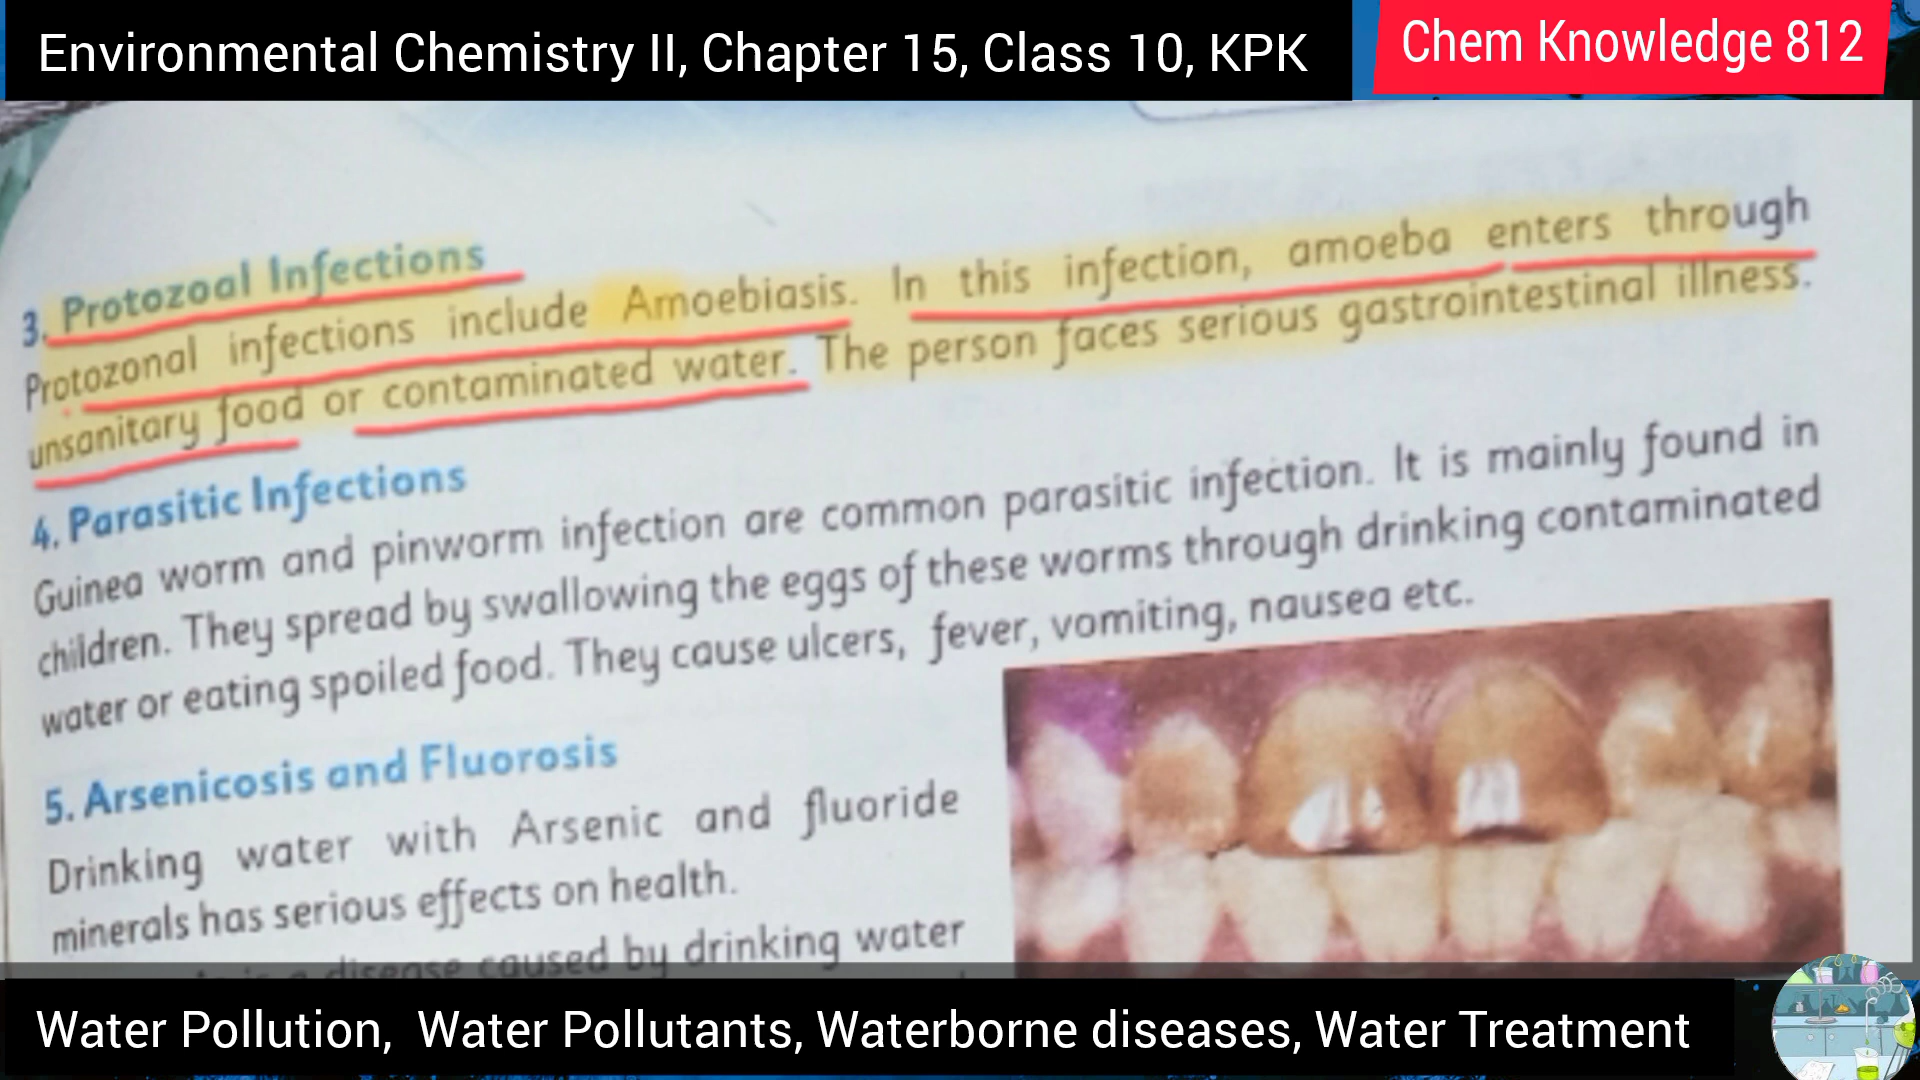 Environmental Chemistry II, Chapter 15, Class 10, KPK
Chem Knowledge 812
3. Protozoal Infections
Protozonal infections include Amoebiasis. In this infection, amoeba enters through
unsanitary food or contaminated water. The person faces serious gastrointestinal illness.
4. Parasitic Infections
Guinea worm and pinworm infection are common parasitic infection. It is mainly found in
children. They spread by swallowing the eggs of these worms through drinking contaminated
water or eating spoiled food. They cause ulcers, fever, vomiting, nausea etc.
5. Arsenicosis and Fluorosis
Drinking water with Arsenic and fluoride
minerals has serious effects on health.
is a disease caused by drinking water
Water Pollution, Water Pollutants, Waterborne diseases, Water Treatment